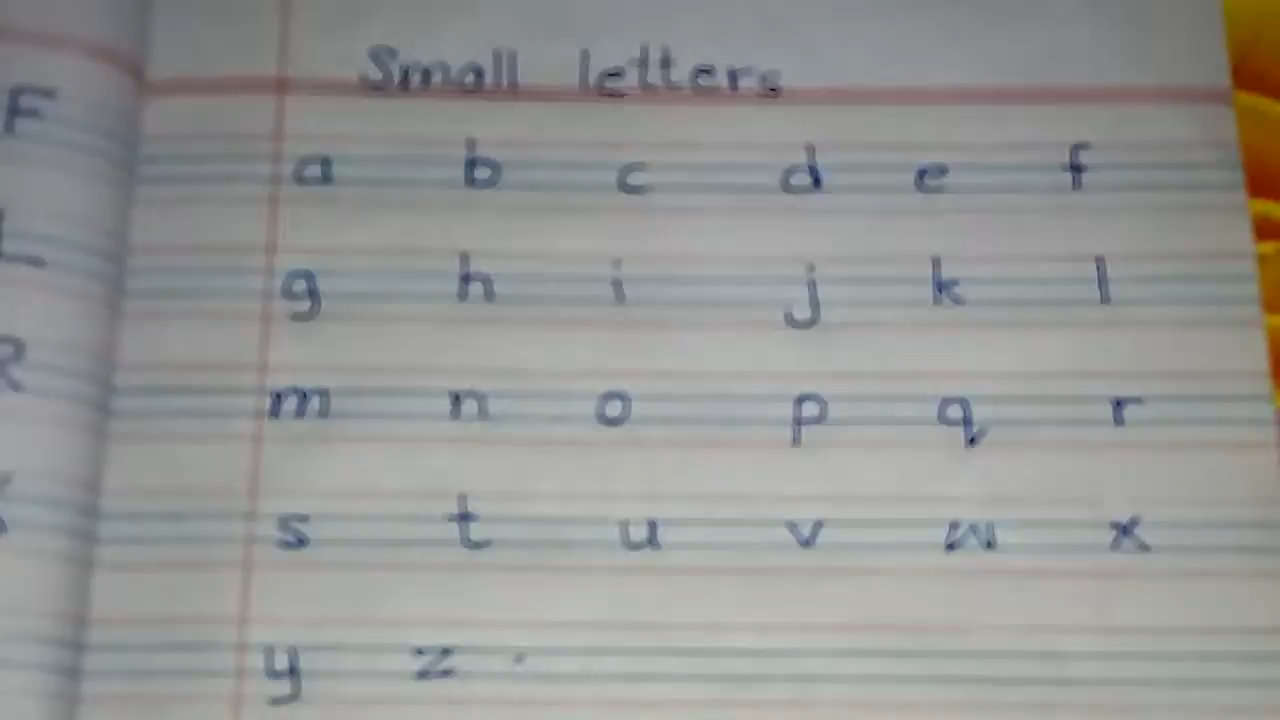 Small letters
F
a b c d e f
L
g h i j k l
R
m n o p q r
s t u v w x
y z .